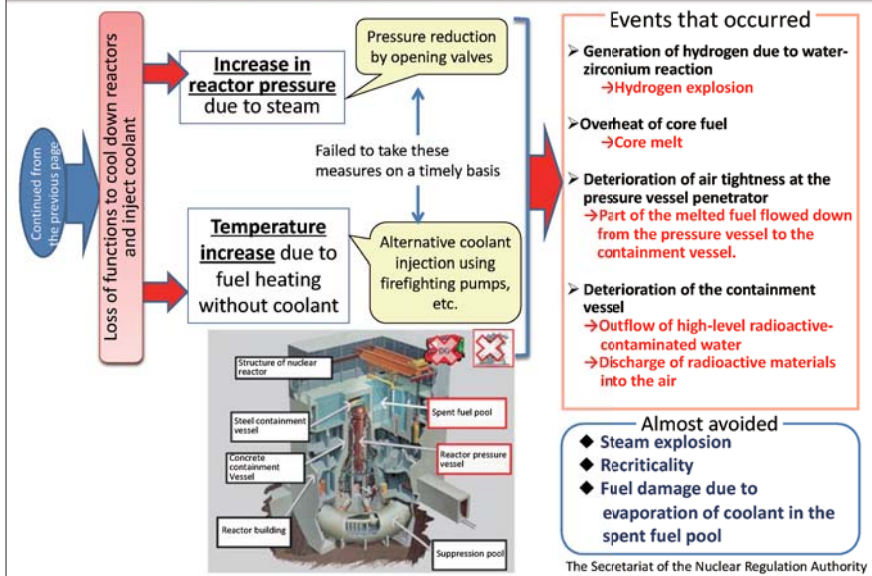 Continued from
the previous page
Loss of functions to cool down reactors
and inject coolant
Increase in
reactor pressure
due to steam
Pressure reduction
by opening valves
Failed to take these
measures on a timely basis
Temperature
increase due to
fuel heating
without coolant
Alternative coolant
injection using
firefighting pumps,
etc.
Structure of nuclear
reactor
Steel containment
vessel
Concrete
containment
Vessel
Reactor building
DG
Spent fuel pool
Reactor pressure
vessel
Suppression pool
Events that occurred
➢ Generation of hydrogen due to water-
zirconium reaction
→Hydrogen explosion
➢Overheat of core fuel
→Core melt
➢ Deterioration of air tightness at the
pressure vessel penetrator
→Part of the melted fuel flowed down
from the pressure vessel to the
containment vessel.
➢ Deterioration of the containment
vessel
→Outflow of high-level radioactive-
contaminated water
→Discharge of radioactive materials
into the air
Almost avoided
◆ Steam explosion
◆ Recriticality
◆ Fuel damage due to
evaporation of coolant in the
spent fuel pool
The Secretariat of the Nuclear Regulation Authority